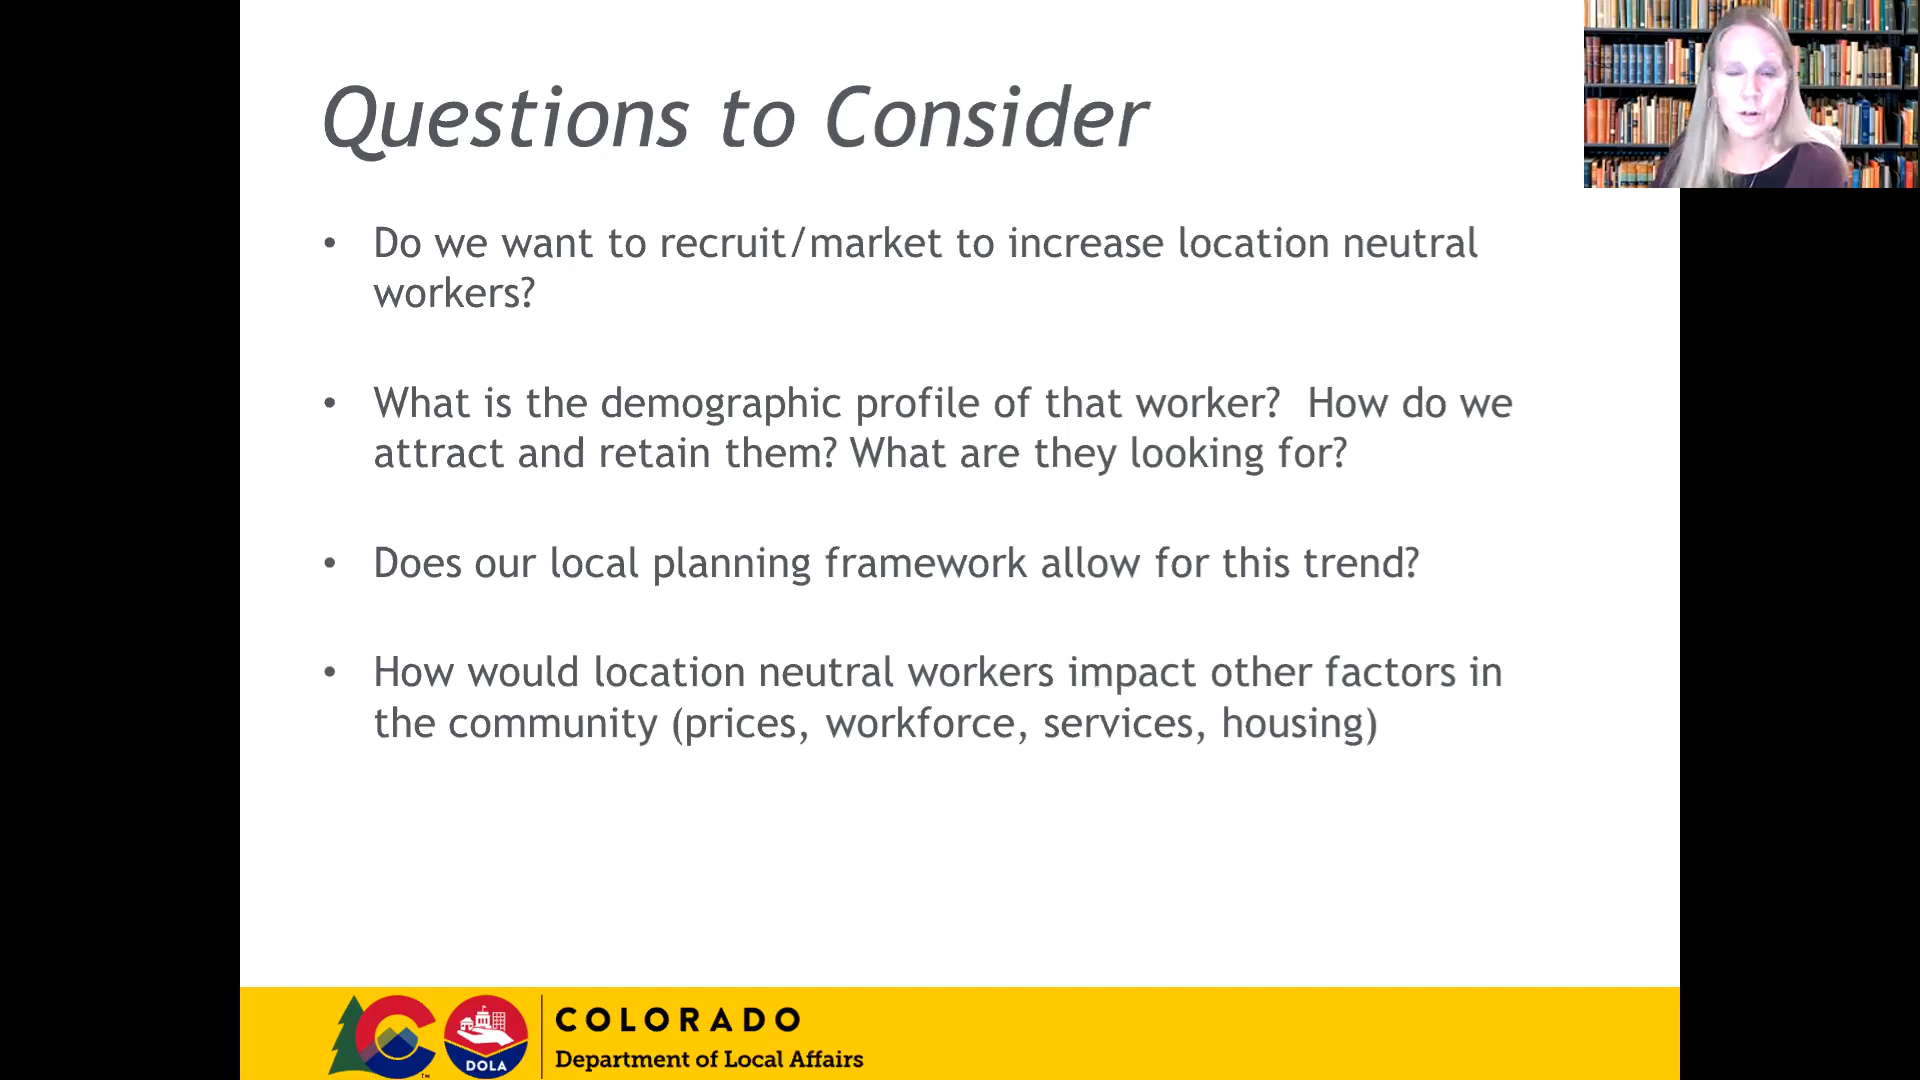 Questions to Consider
• Do we want to recruit/market to increase location neutral
workers?
• What is the demographic profile of that worker?  How do we
attract and retain them? What are they looking for?
• Does our local planning framework allow for this trend?
• How would location neutral workers impact other factors in
the community (prices, workforce, services, housing)
COLORADO
Department of Local Affairs
DOLA
TM